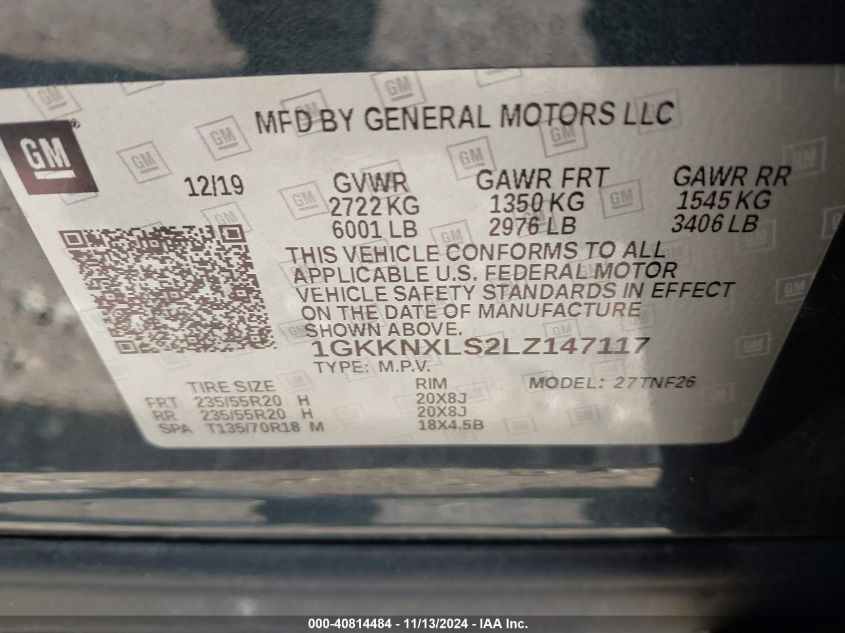 MFD BY GENERAL MOTORS LLC
GM®
12/19 GVWR GAWR FRT GAWR RR
2722 KG 1350 KG 1545 KG
6001 LB 2976 LB 3406 LB
THIS VEHICLE CONFORMS TO ALL
APPLICABLE U.S. FEDERAL MOTOR
VEHICLE SAFETY STANDARDS IN EFFECT
ON THE DATE OF MANUFACTURE
SHOWN ABOVE.
1GKKNXLS2LZ147117
TYPE: M.P.V.
TIRE SIZE RIM MODEL: 27TNF26
FRT 235/55R20 H 20X8J
RR 235/55R20 H 20X8J
SPA T135/70R18 M 18X4.5B
000-40814484 - 11/13/2024 - IAA Inc.